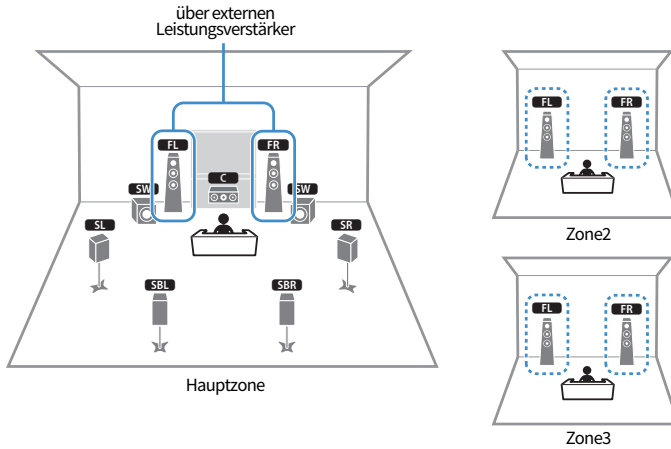 über externen
Leistungsverstärker
FL
FR
C
SW
SW
SL
SR
SBL
SBR
Hauptzone
FL
FR
Zone2
FL
FR
Zone3